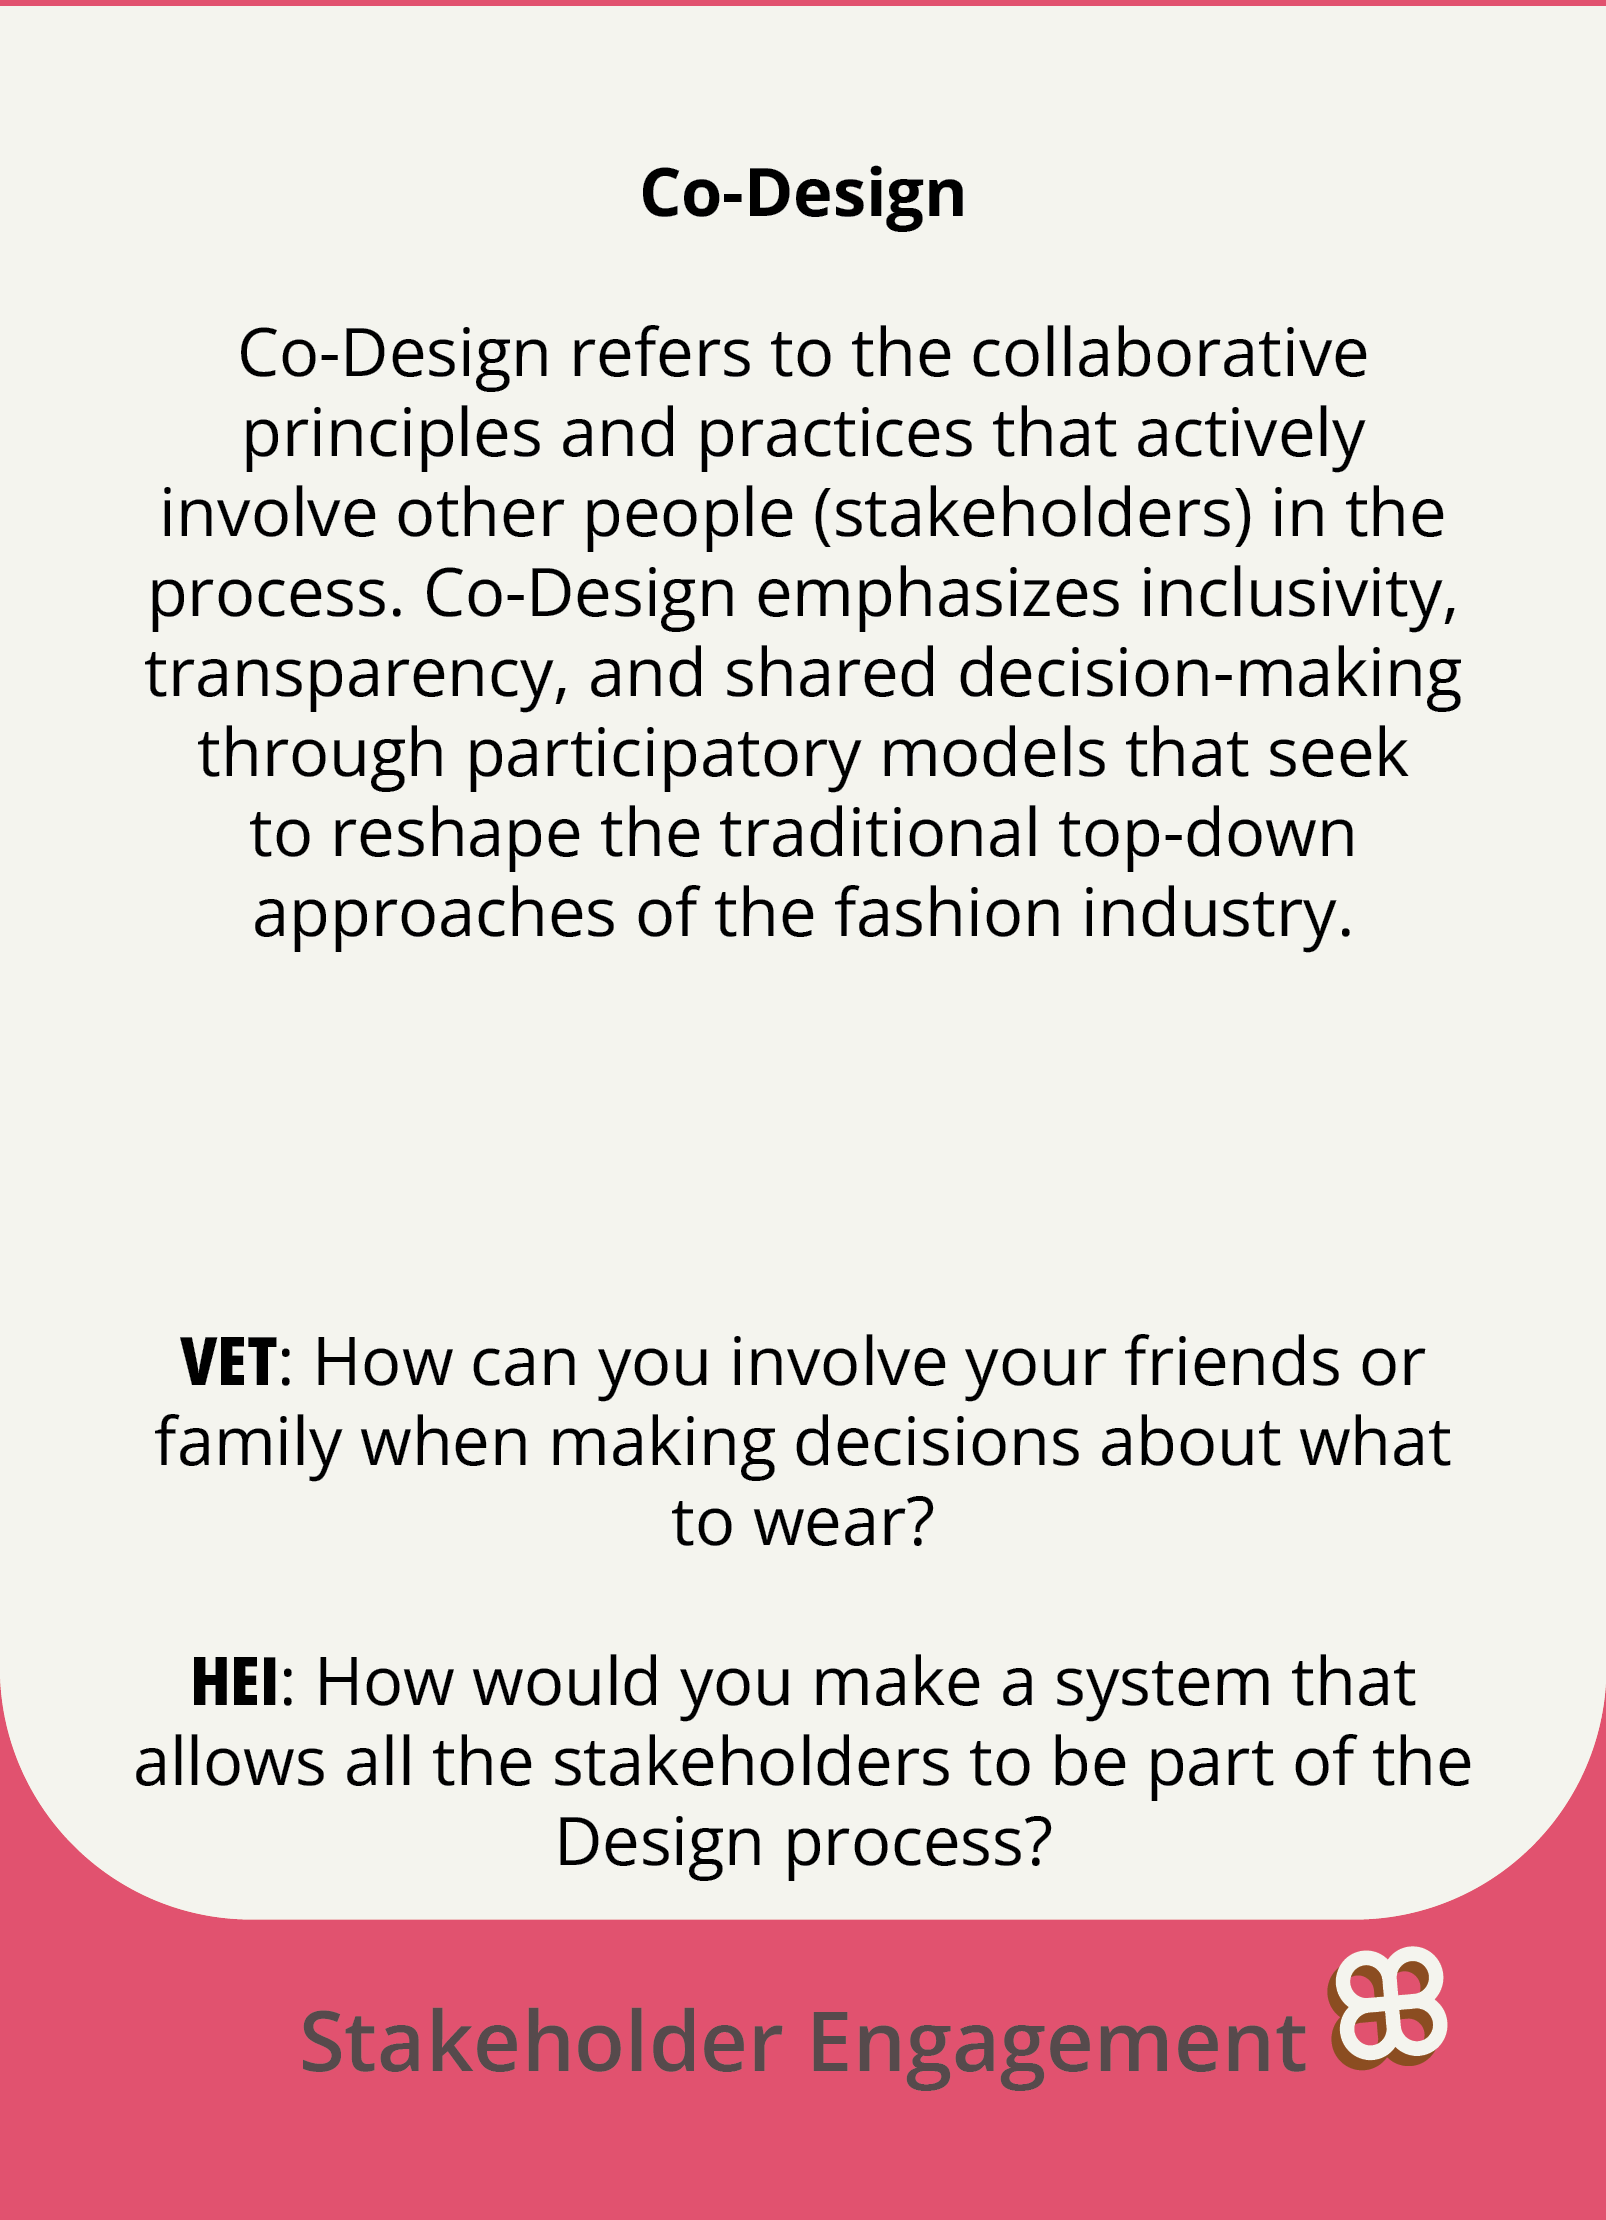 Co-Design
Co-Design refers to the collaborative
principles and practices that actively
involve other people (stakeholders) in the
process. Co-Design emphasizes inclusivity,
transparency, and shared decision-making
through participatory models that seek
to reshape the traditional top-down
approaches of the fashion industry.
VET: How can you involve your friends or
family when making decisions about what
to wear?
HEI: How would you make a system that
allows all the stakeholders to be part of the
Design process?
Stakeholder Engagement